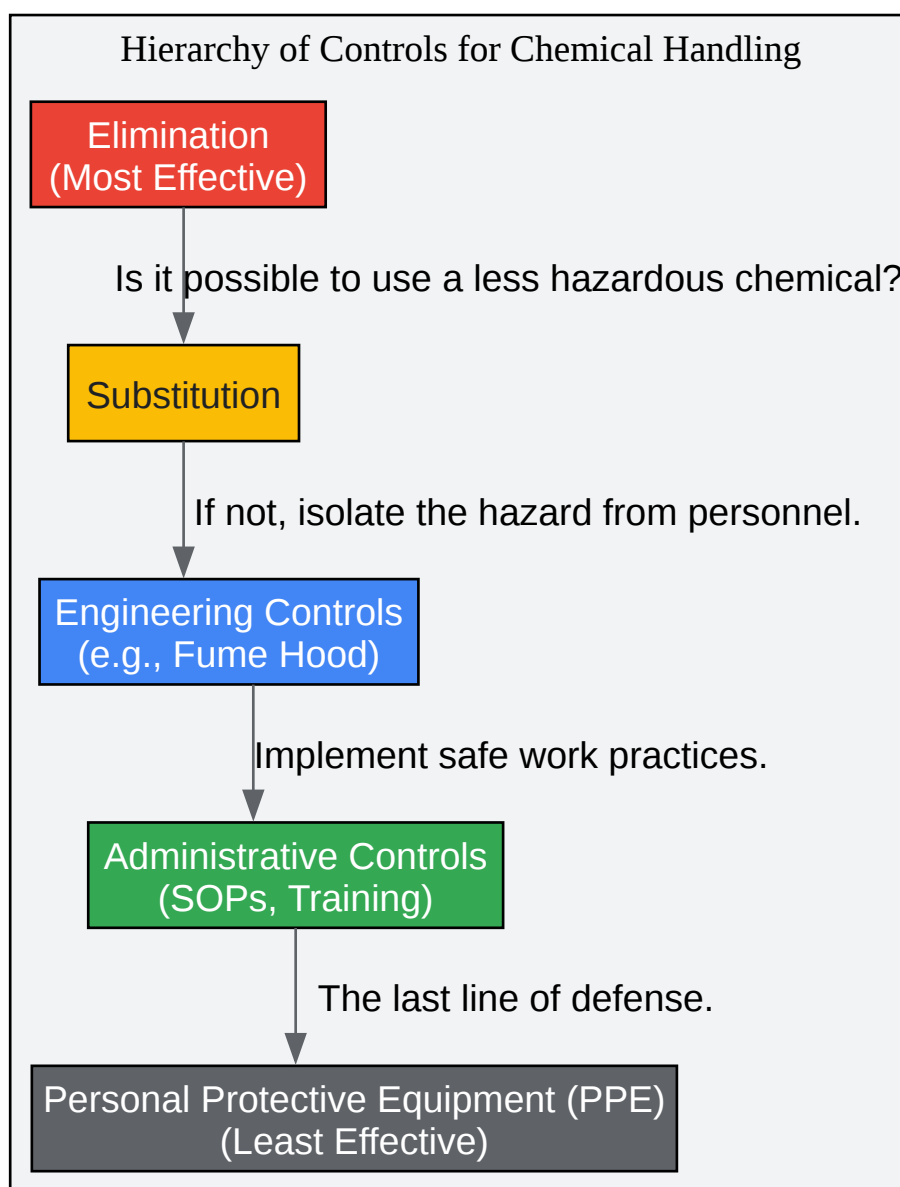 Hierarchy of Controls for Chemical Handling
Elimination
(Most Effective)
Is it possible to use a less hazardous chemical?
Substitution
If not, isolate the hazard from personnel.
Engineering Controls
(e.g., Fume Hood)
Implement safe work practices.
Administrative Controls
(SOPs, Training)
The last line of defense.
Personal Protective Equipment (PPE)
(Least Effective)